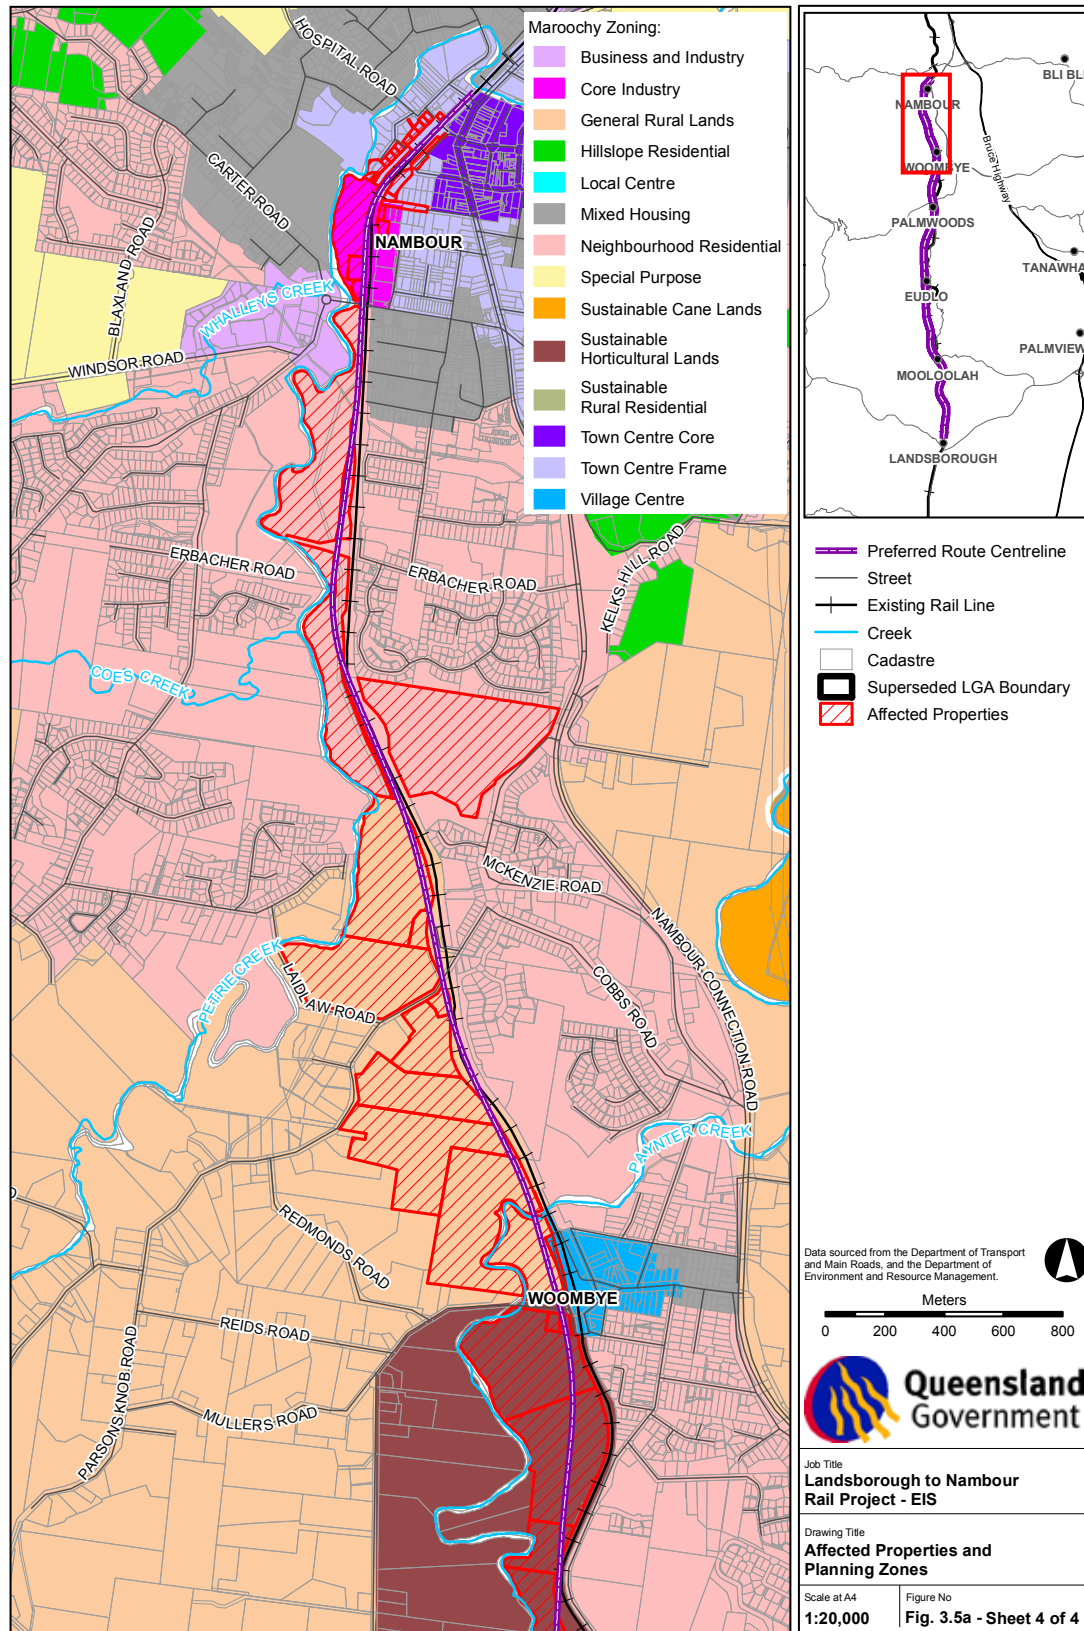 Maroochy Zoning:
Business and Industry
Core Industry
General Rural Lands
Hillslope Residential
Local Centre
Mixed Housing
Neighbourhood Residential
Special Purpose
Sustainable Cane Lands
Sustainable
Horticultural Lands
Sustainable
Rural Residential
Town Centre Core
Town Centre Frame
Village Centre
HOSPITAL ROAD
CARTER ROAD
BLAXLAND ROAD
NAMBOUR
WHALLEYS CREEK
WINDSOR ROAD
ERBACHER ROAD
ERBACHER ROAD
KELKS HILL ROAD
COES CREEK
MCKENZIE ROAD
NAMBOUR CONNECTION ROAD
COBBS ROAD
PETRIE CREEK
LAIDLAW ROAD
PAYNTER CREEK
REDMONDS ROAD
WOOMBYE
REIDS ROAD
MULLERS ROAD
PARSONS KNOB ROAD
BLI BLI
NAMBOUR
Bruce Highway
WOOMBYE
PALMWOODS
TANAWHA
EUDLO
PALMVIEW
MOOLOOLAH
LANDSBOROUGH
Preferred Route Centreline
Street
Existing Rail Line
Creek
Cadastre
Superseded LGA Boundary
Affected Properties
Data sourced from the Department of Transport
and Main Roads, and the Department of
Environment and Resource Management.
Meters
0 200 400 600 800
Queensland
Government
Job Title
Landsborough to Nambour
Rail Project - EIS
Drawing Title
Affected Properties and
Planning Zones
Scale at A4
1:20,000
Figure No
Fig. 3.5a - Sheet 4 of 4